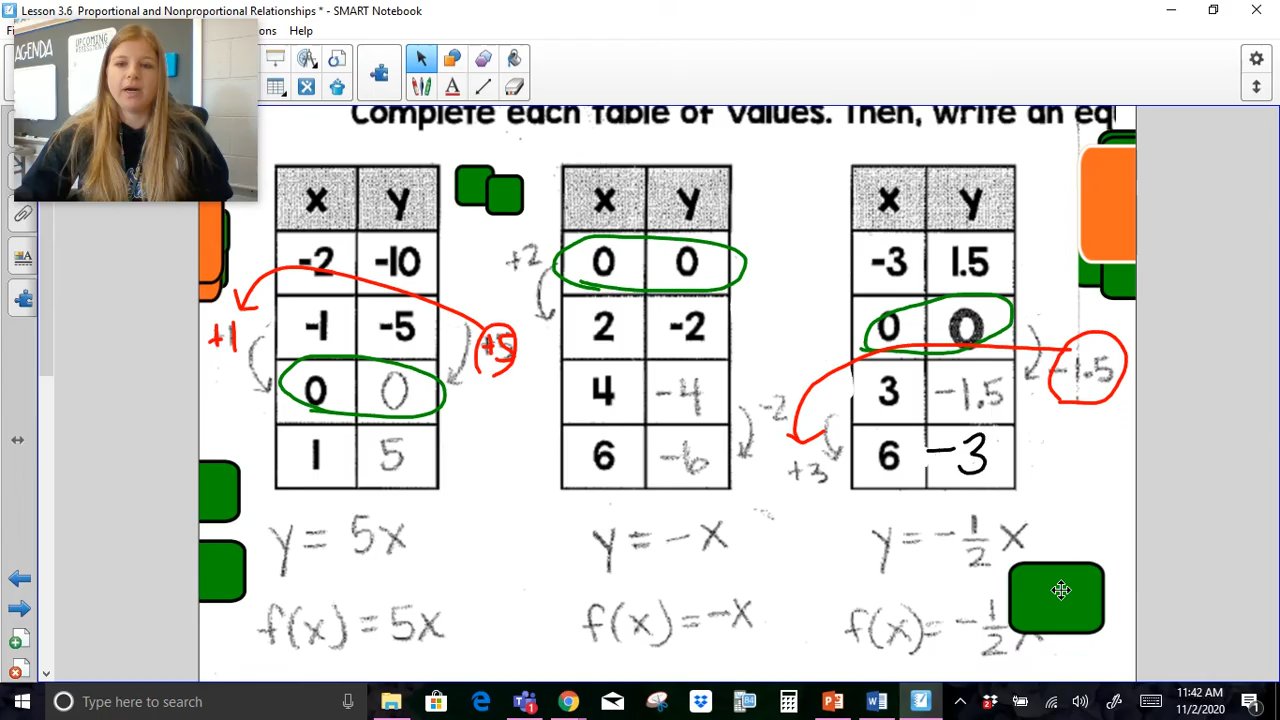 Lesson 3.6 Proportional and Nonproportional Relationships * - SMART Notebook
Help
AGENDA
UPCOMING
Complete each table of values. Then, write an eq
x y
-2 -10
-1 -5
0 0
1 5
+1
+5
y = 5x
f(x) = 5x
x y
0 0
2 -2
4 -4
6 -6
+2
-2
y = -x
f(x) = -x
x y
-3 1.5
0 0
3 -1.5
6 -3
-1.5
+3
y = -1/2 x
f(x) = -1/2 x
Type here to search
11:42 AM
11/2/2020